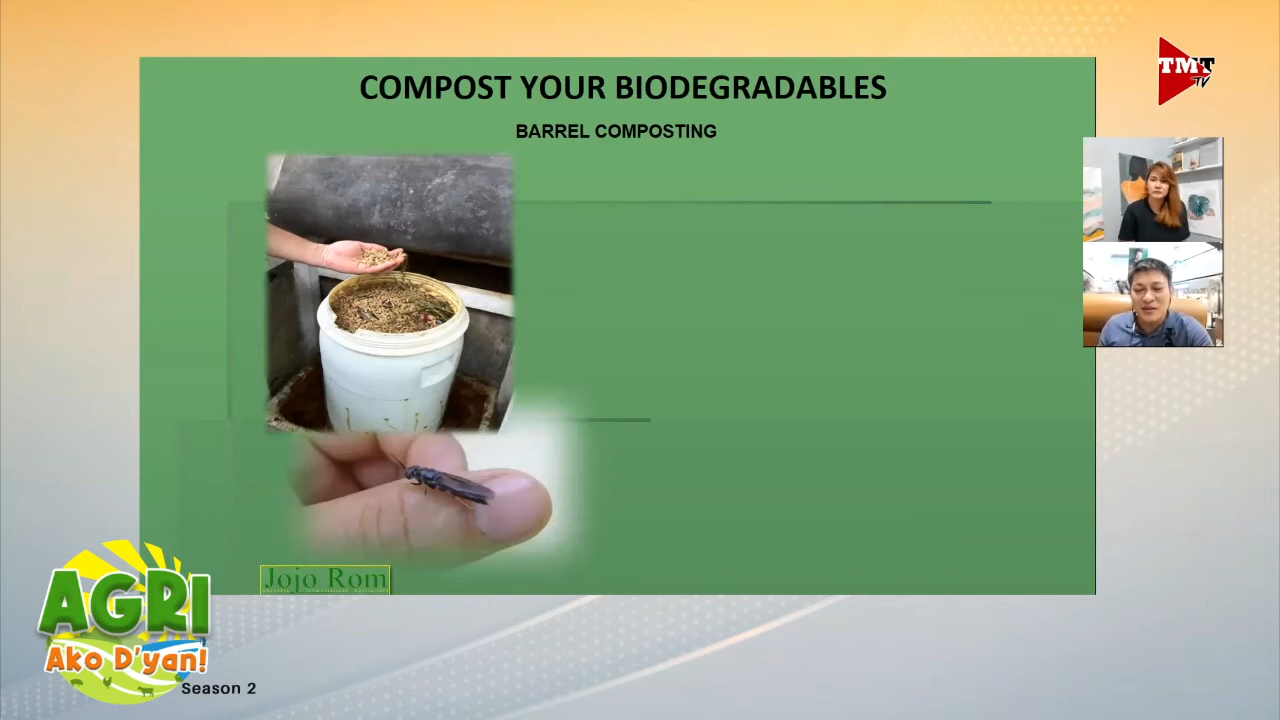 COMPOST YOUR BIODEGRADABLES
BARREL COMPOSTING
TMT
TV
Jojo Rom
AGRI
Ako D'yan!
Season 2